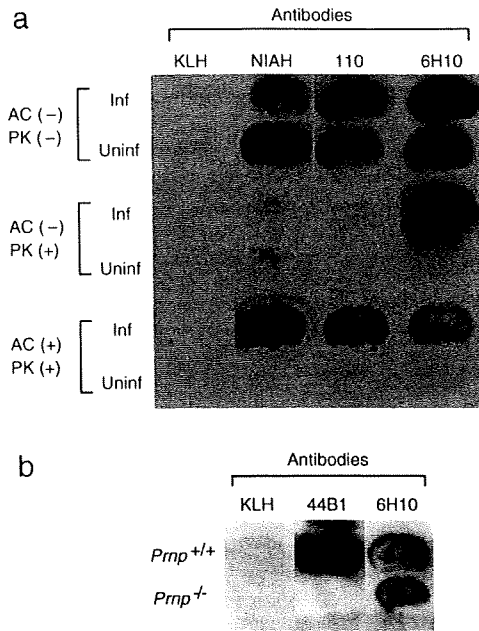 a
Antibodies
KLH NIAH 110 6H10
AC (−)
PK (−)
Inf
Uninf
AC (−)
PK (+)
Inf
Uninf
AC (+)
PK (+)
Inf
Uninf
b
Antibodies
KLH 44B1 6H10
Prnp+/+
Prnp-/-